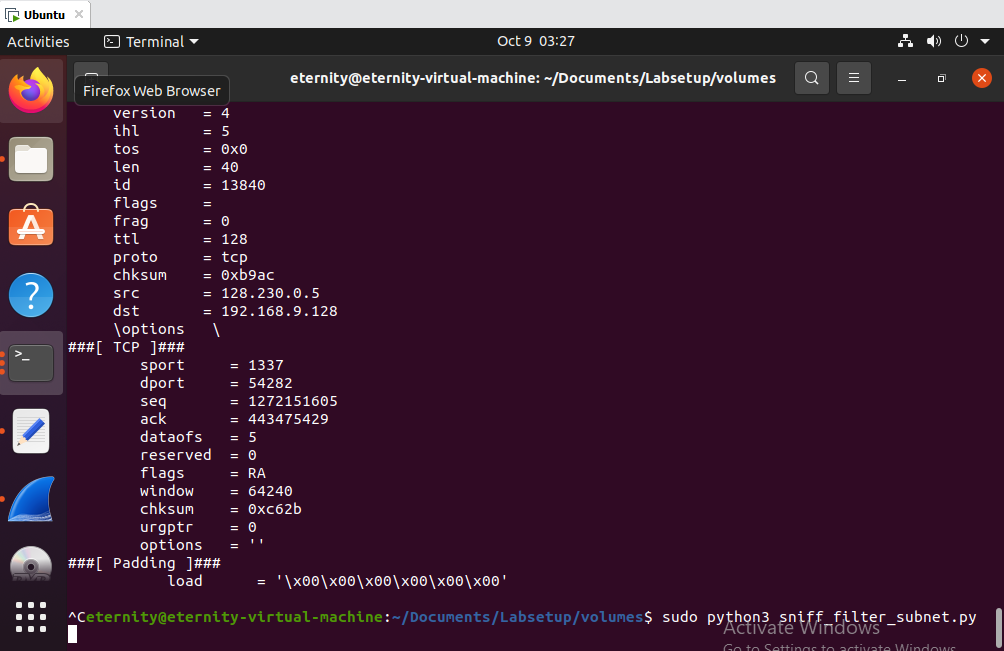 Ubuntu
Activities
Terminal
Oct 9 03:27
eternity@eternity-virtual-machine: ~/Documents/Labsetup/volumes
Firefox Web Browser
version = 4
ihl = 5
tos = 0x0
len = 40
id = 13840
flags =
frag = 0
ttl = 128
proto = tcp
chksum = 0xb9ac
src = 128.230.0.5
dst = 192.168.9.128
\options \
###[ TCP ]###
sport = 1337
dport = 54282
seq = 1272151605
ack = 443475429
dataofs = 5
reserved = 0
flags = RA
window = 64240
chksum = 0xc62b
urgptr = 0
options = ''
###[ Padding ]###
load = '\x00\x00\x00\x00\x00\x00'
^Ceternity@eternity-virtual-machine:~/Documents/Labsetup/volumes$ sudo python3 sniff_filter_subnet.py
Activate Windows
Go to Settings to activate Windows.